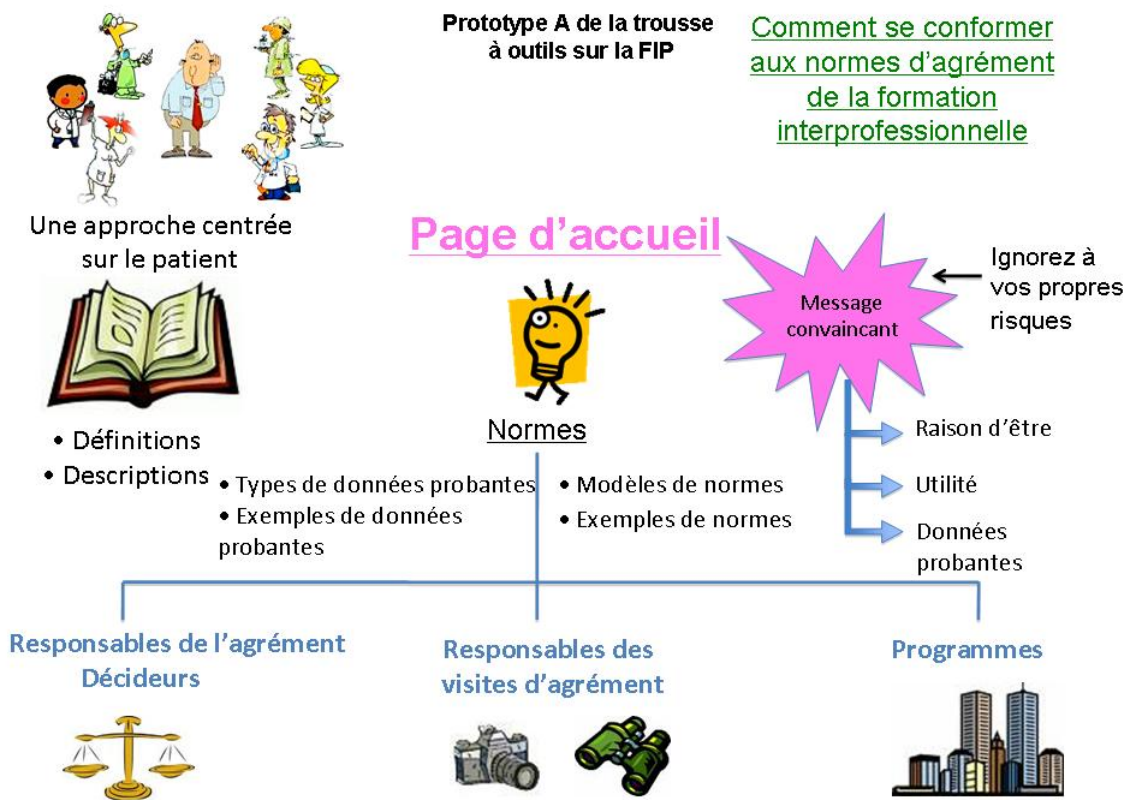 Prototype A de la trousse
à outils sur la FIP
Comment se conformer
aux normes d'agrément
de la formation
interprofessionnelle
Une approche centrée
sur le patient
Page d'accueil
Message
convaincant
Ignorez à
vos propres
risques
• Définitions
• Descriptions
Normes
• Types de données probantes
• Exemples de données
probantes
• Modèles de normes
• Exemples de normes
Raison d'être
Utilité
Données
probantes
Responsables de l'agrément
Décideurs
Responsables des
visites d'agrément
Programmes